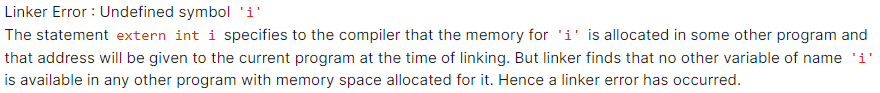 Linker Error : Undefined symbol 'i'
The statement extern int i specifies to the compiler that the memory for 'i' is allocated in some other program and
that address will be given to the current program at the time of linking. But linker finds that no other variable of name 'i'
is available in any other program with memory space allocated for it. Hence a linker error has occurred.